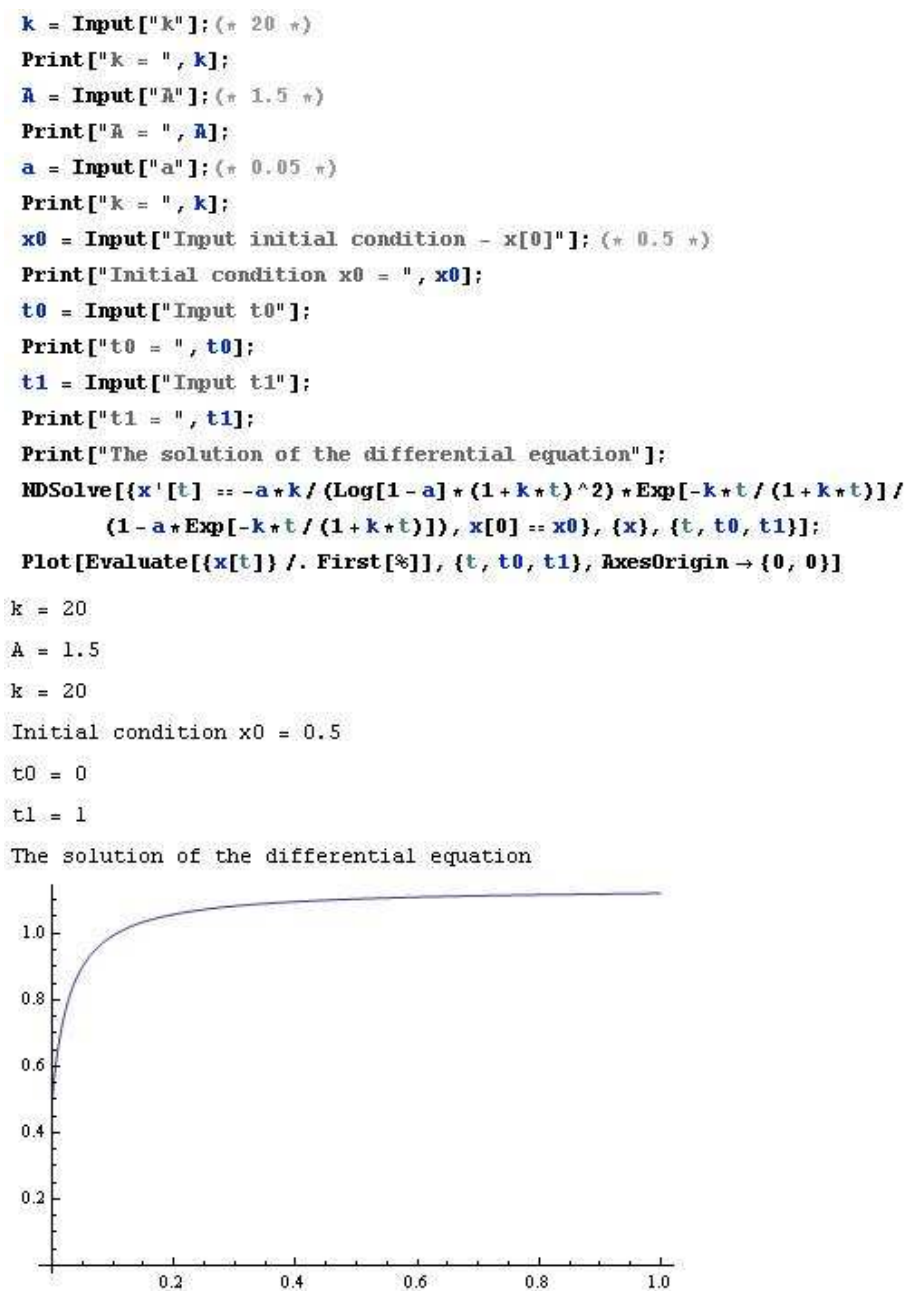 k = Input["k"];(* 20 *)
Print["k = ", k];
A = Input["A"];(* 1.5 *)
Print["A = ", A];
a = Input["a"];(* 0.05 *)
Print["k = ", k];
x0 = Input["Input initial condition - x[0]"]; (* 0.5 *)
Print["Initial condition x0 = ", x0];
t0 = Input["Input t0"];
Print["t0 = ", t0];
t1 = Input["Input t1"];
Print["t1 = ", t1];
Print["The solution of the differential equation"];
NDSolve[{x'[t] == -a*k/(Log[1-a]*(1+k*t)^2)*Exp[-k*t/(1+k*t)]/
(1-a*Exp[-k*t/(1+k*t)]), x[0] == x0}, {x}, {t, t0, t1}];
Plot[Evaluate[{x[t]} /. First[%]], {t, t0, t1}, AxesOrigin → {0, 0}]
k = 20
A = 1.5
k = 20
Initial condition x0 = 0.5
t0 = 0
t1 = 1
The solution of the differential equation
1.0
0.8
0.6
0.4
0.2
0.2 0.4 0.6 0.8 1.0